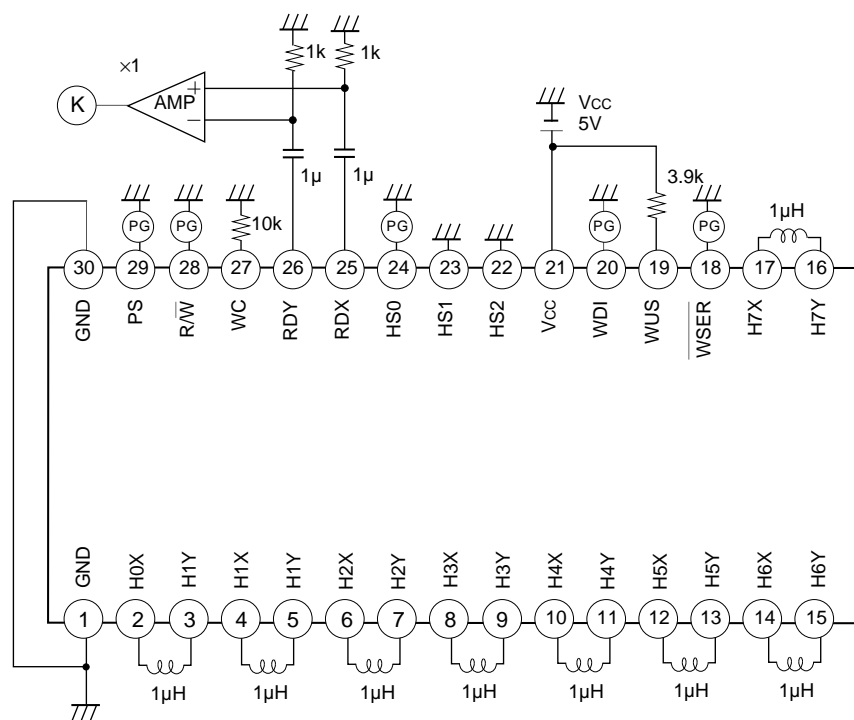 1k
1k
×1
AMP
+
−
K
VCC
5V
1µ
1µ
3.9k
PG
PG
10k
PG
PG
PG
1µH
30
29
28
27
26
25
24
23
22
21
20
19
18
17
16
GND
PS
R/W
WC
RDY
RDX
HS0
HS1
HS2
VCC
WDI
WUS
WSER
H7X
H7Y
GND
H0X
H1Y
H1X
H1Y
H2X
H2Y
H3X
H3Y
H4X
H4Y
H5X
H5Y
H6X
H6Y
1
2
3
4
5
6
7
8
9
10
11
12
13
14
15
1µH
1µH
1µH
1µH
1µH
1µH
1µH